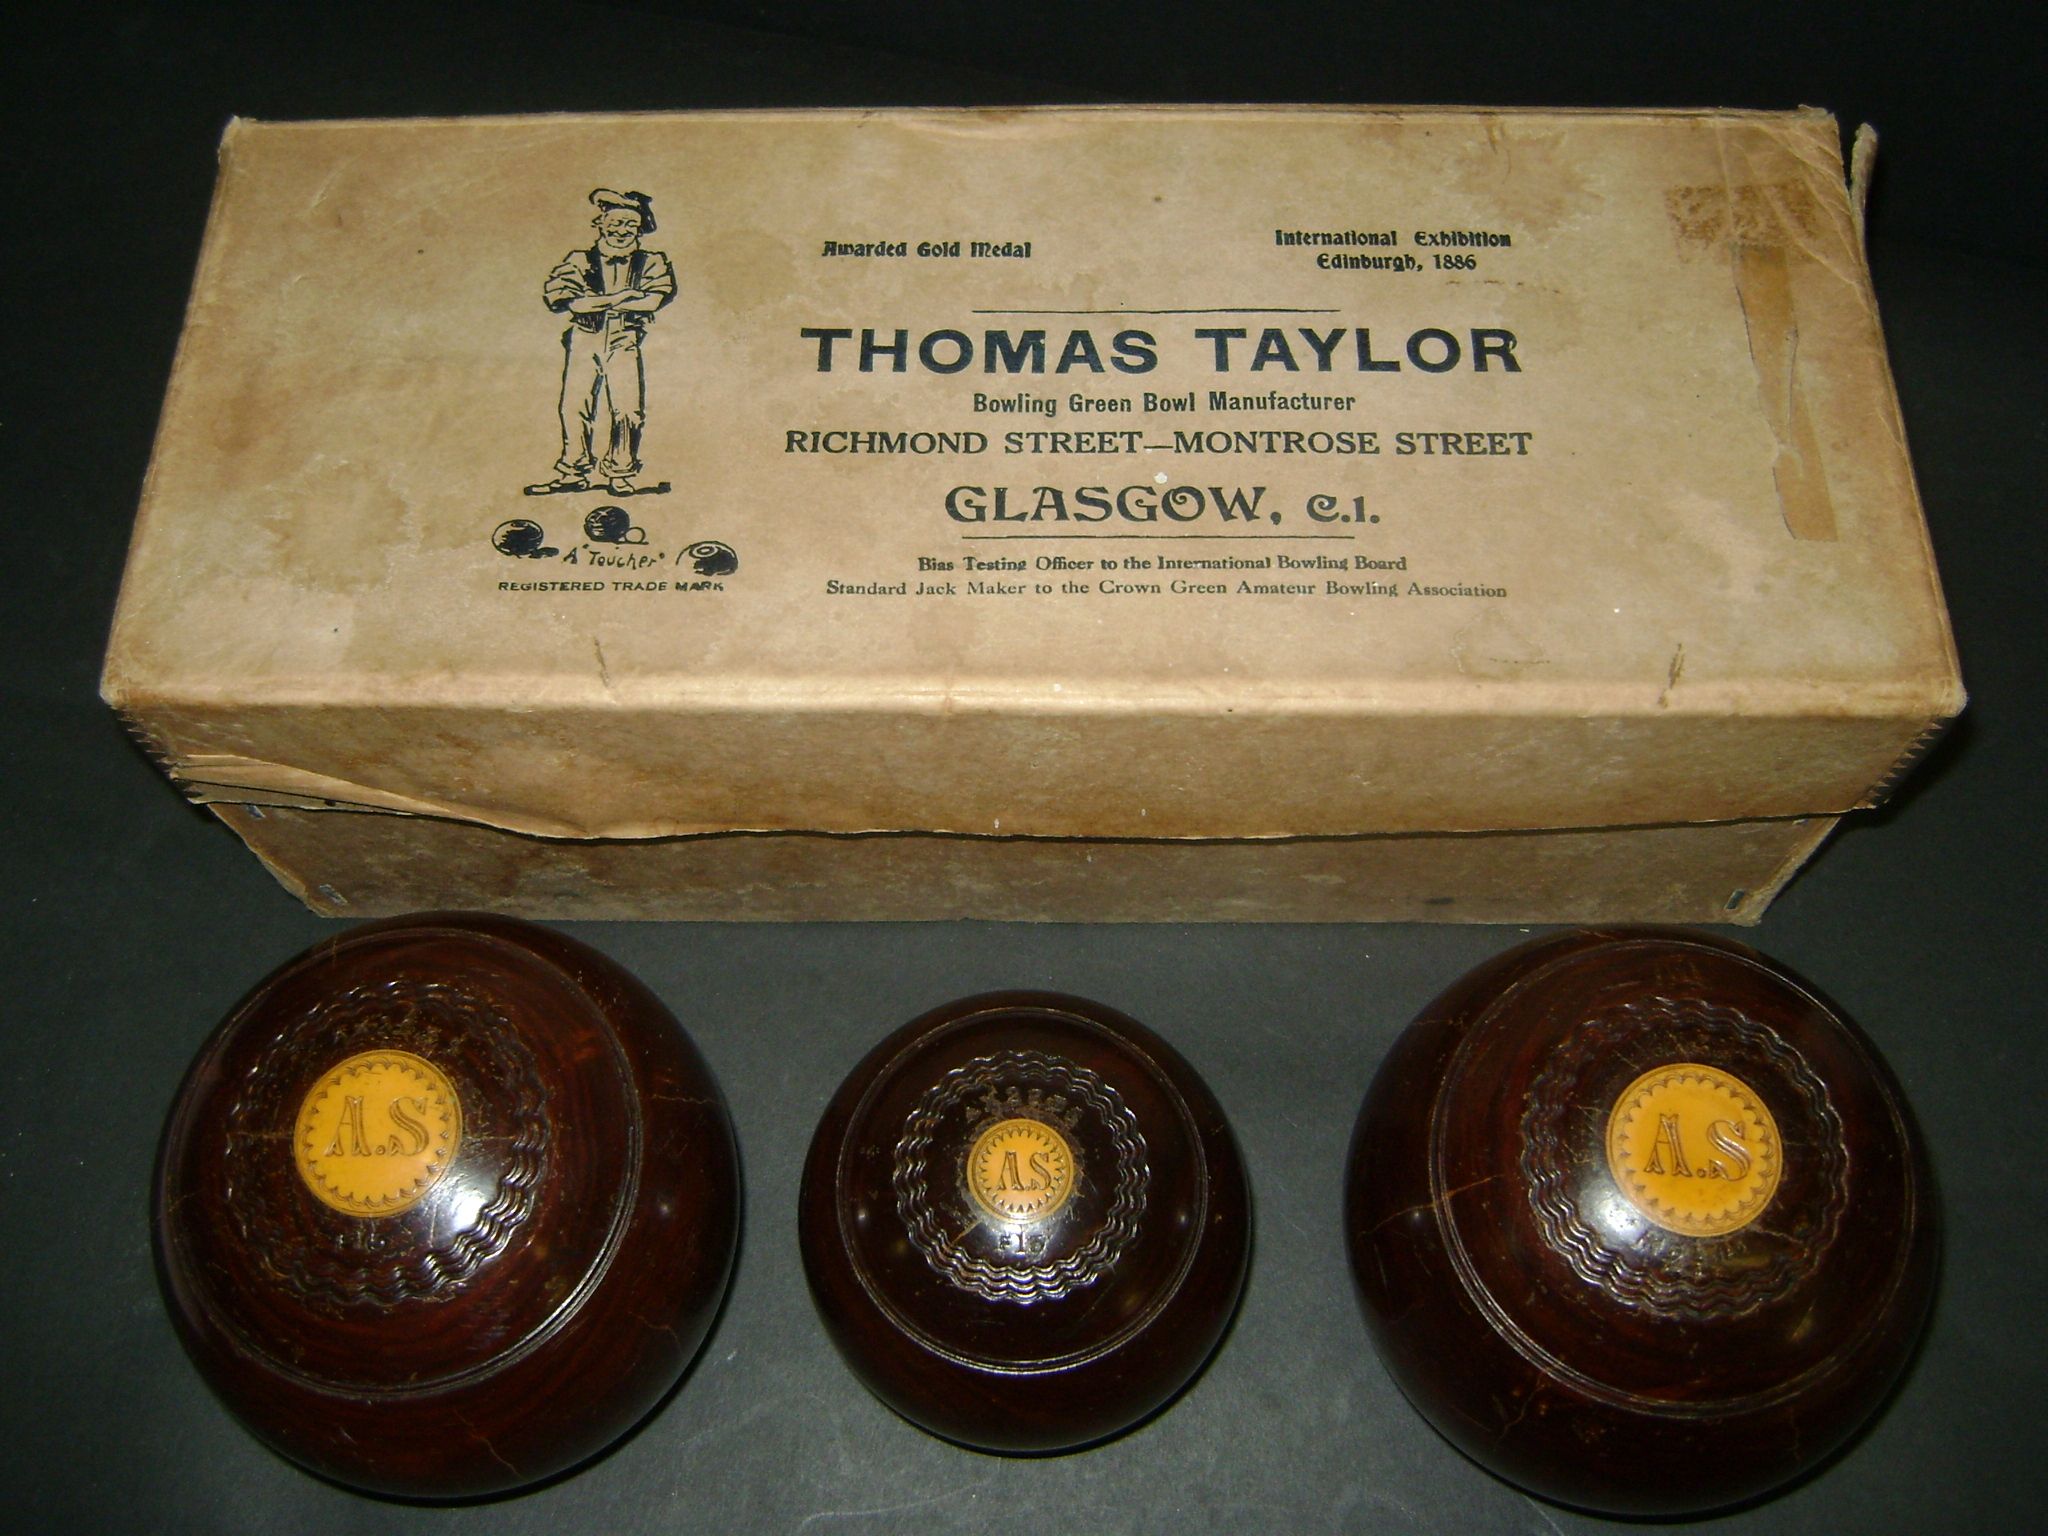 Awarded Gold Medal
International Exhibition
Edinburgh, 1886
THOMAS TAYLOR
Bowling Green Bowl Manufacturer
RICHMOND STREET—MONTROSE STREET
GLASGOW, C.1.
Bias Testing Officer to the International Bowling Board
Standard Jack Maker to the Crown Green Amateur Bowling Association
A "Toucher"
REGISTERED TRADE MARK
A.S
A.S
A.S